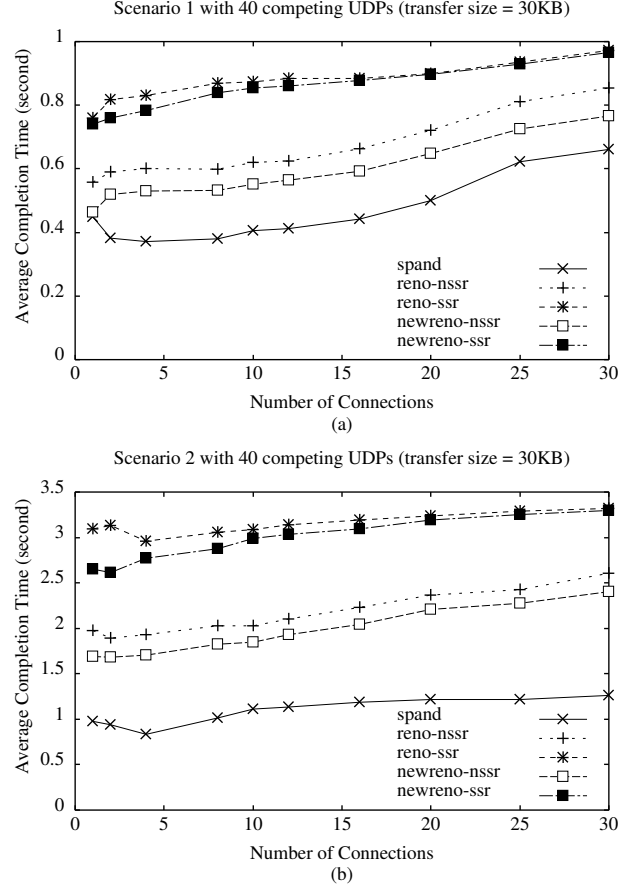 Scenario 1 with 40 competing UDPs (transfer size = 30KB)
1
0.8
0.6
0.4
0.2
0
Average Completion Time (second)
spand
reno-nssr
reno-ssr
newreno-nssr
newreno-ssr
0 5 10 15 20 25 30
Number of Connections
(a)
Scenario 2 with 40 competing UDPs (transfer size = 30KB)
3.5
3
2.5
2
1.5
1
0.5
0
Average Completion Time (second)
spand
reno-nssr
reno-ssr
newreno-nssr
newreno-ssr
0 5 10 15 20 25 30
Number of Connections
(b)